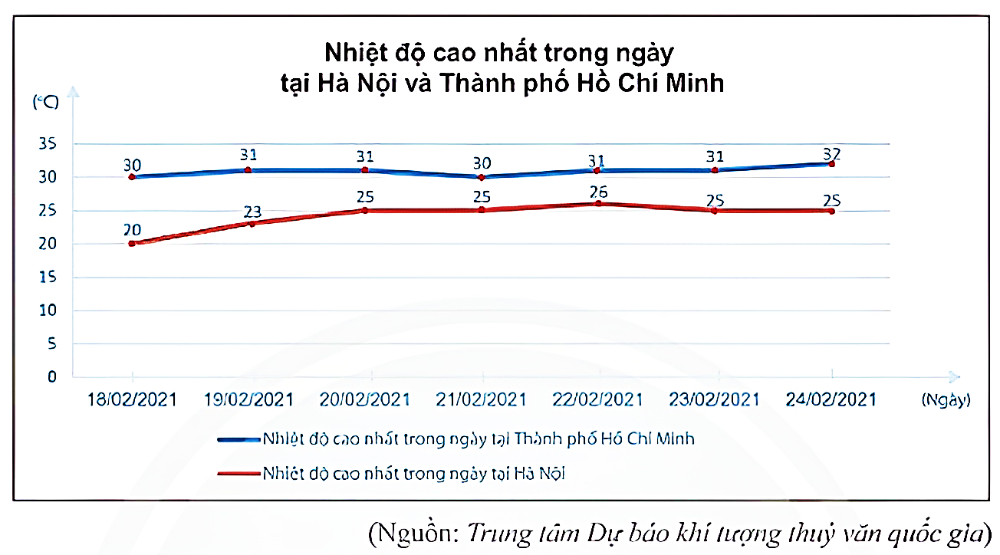 Nhiệt độ cao nhất trong ngày
tại Hà Nội và Thành phố Hồ Chí Minh
(°C)
35
30
25
20
15
10
5
0
30 31 31 30 31 31 32
20 23 25 25 26 25 25
18/02/2021 19/02/2021 20/02/2021 21/02/2021 22/02/2021 23/02/2021 24/02/2021 (Ngày)
Nhiệt độ cao nhất trong ngày tại Thành phố Hồ Chí Minh
Nhiệt độ cao nhất trong ngày tại Hà Nội
(Nguồn: Trung tâm Dự báo khí tượng thuỷ văn quốc gia)